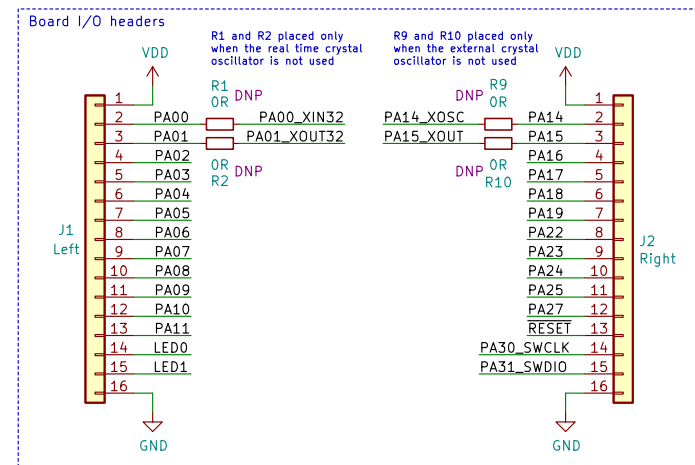 Board I/O headers
R1 and R2 placed only
when the real time crystal
oscillator is not used
R9 and R10 placed only
when the external crystal
oscillator is not used
VDD
R1
0R
DNP
1
2
PA00
PA00_XIN32
3
PA01
PA01_XOUT32
0R
R2
DNP
4
PA02
5
PA03
6
PA04
7
PA05
8
PA06
9
PA07
10
PA08
11
PA09
12
PA10
13
PA11
14
LED0
15
LED1
16
GND
J1
Left
VDD
DNP
R9
0R
1
PA14_XOSC
PA14
2
PA15_XOUT
PA15
3
DNP
0R
R10
PA16
4
PA17
5
PA18
6
PA19
7
PA22
8
PA23
9
PA24
10
PA25
11
PA27
12
RESET
13
PA30_SWCLK
14
PA31_SWDIO
15
16
GND
J2
Right